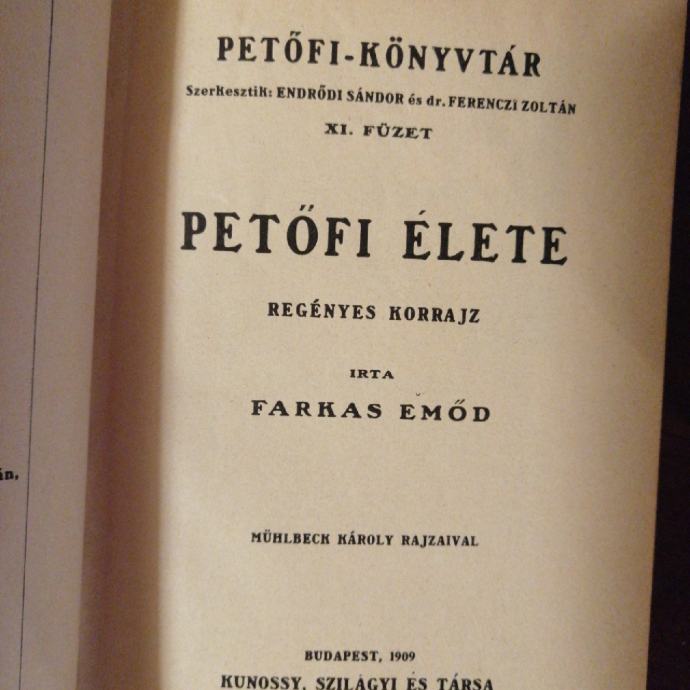 PETŐFI-KÖNYVTÁR
Szerkesztik: ENDRŐDI SÁNDOR és dr. FERENCZI ZOLTÁN
XI. FÜZET
PETŐFI ÉLETE
REGÉNYES KORRAJZ
IRTA
FARKAS EMŐD
MÜHLBECK KÁROLY RAJZAIVAL
BUDAPEST, 1909
KUNOSSY, SZILÁGYI ÉS TÁRSA